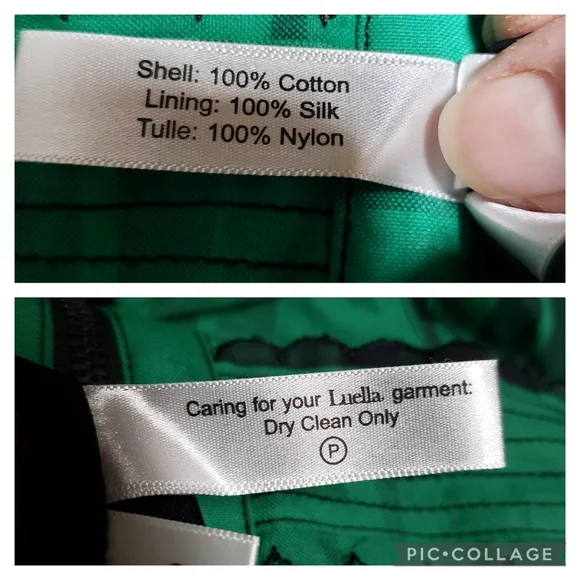 Shell: 100% Cotton
Lining: 100% Silk
Tulle: 100% Nylon
Caring for your Luella garment:
Dry Clean Only
P
PIC•COLLAGE